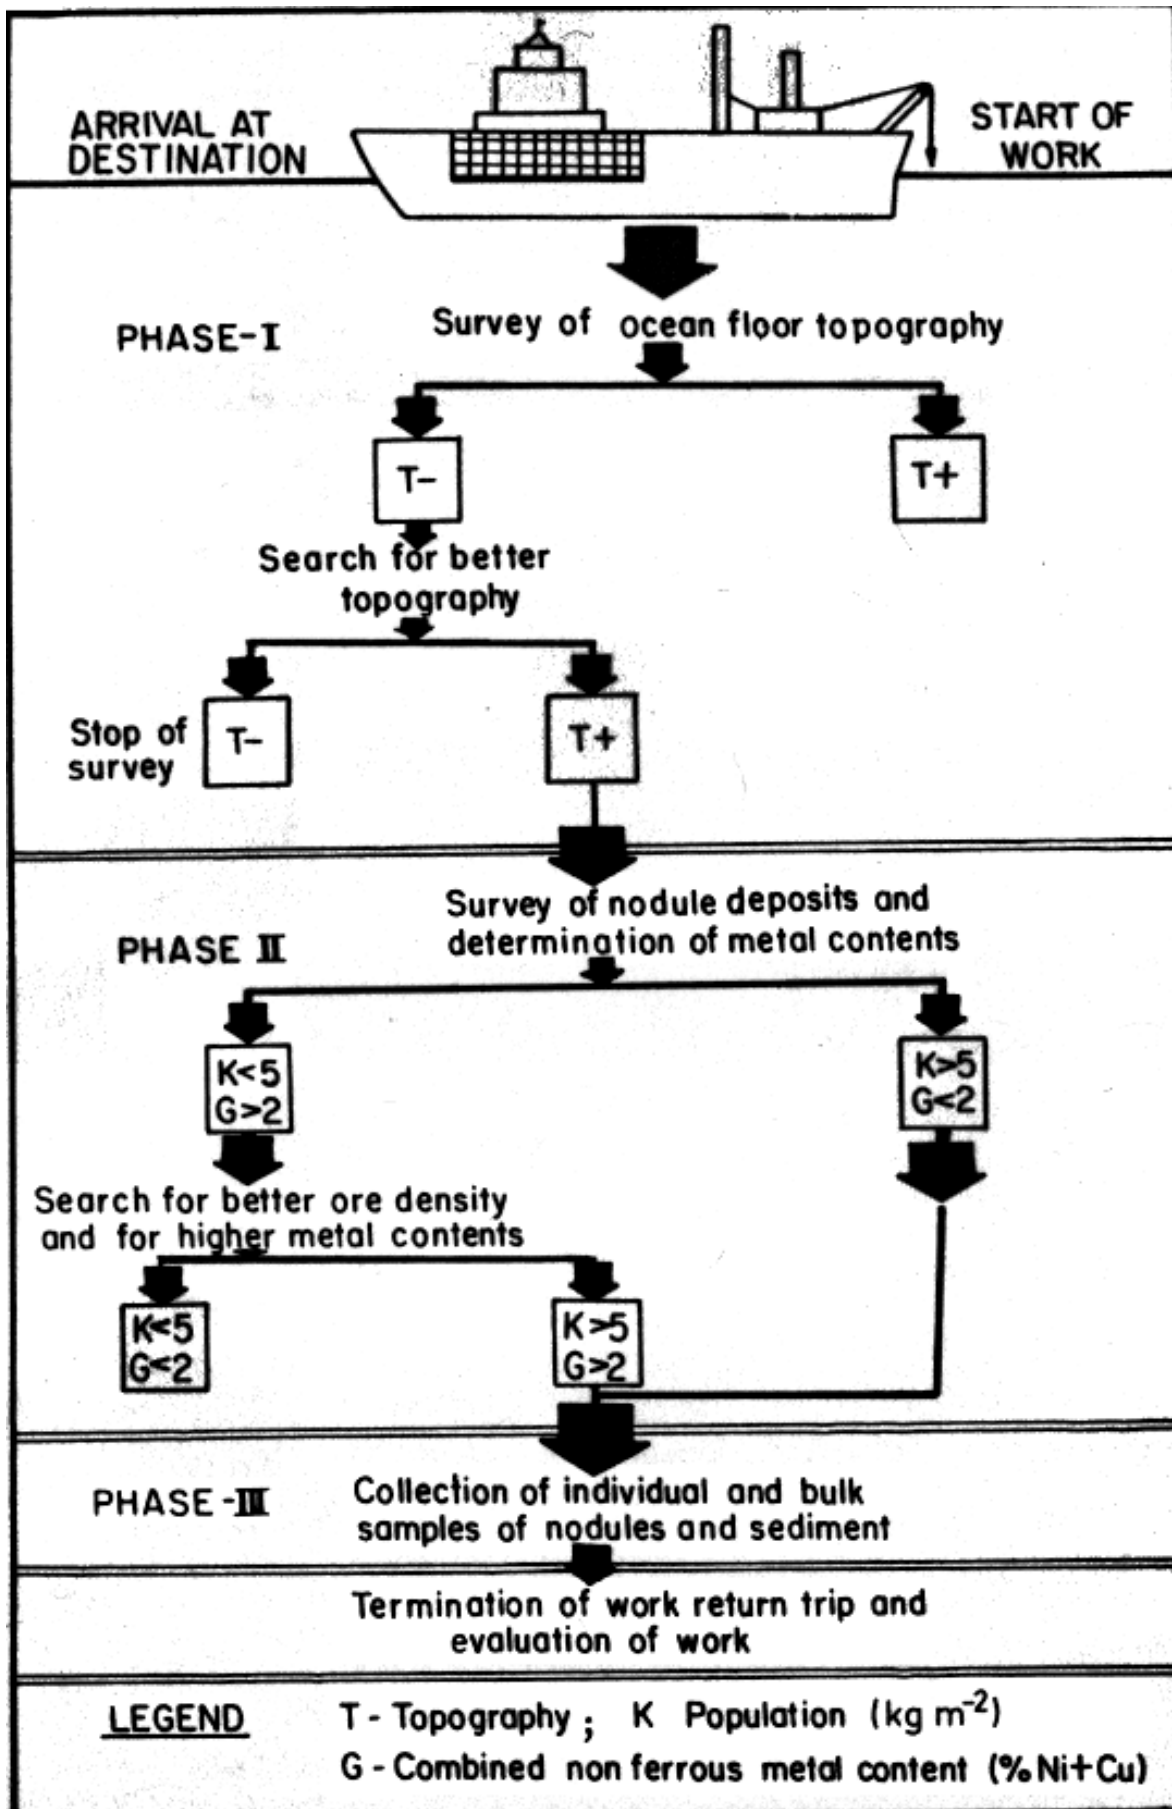 ARRIVAL AT
DESTINATION
START OF
WORK
PHASE-I
Survey of ocean floor topography
T-
T+
Search for better
topography
Stop of
survey
T-
T+
PHASE II
Survey of nodule deposits and
determination of metal contents
K<5
G>2
K>5
G<2
Search for better ore density
and for higher metal contents
K<5
G<2
K>5
G>2
PHASE-III
Collection of individual and bulk
samples of nodules and sediment
Termination of work return trip and
evaluation of work
LEGEND
T - Topography ; K Population (kg m⁻²)
G - Combined non ferrous metal content (% Ni+Cu)